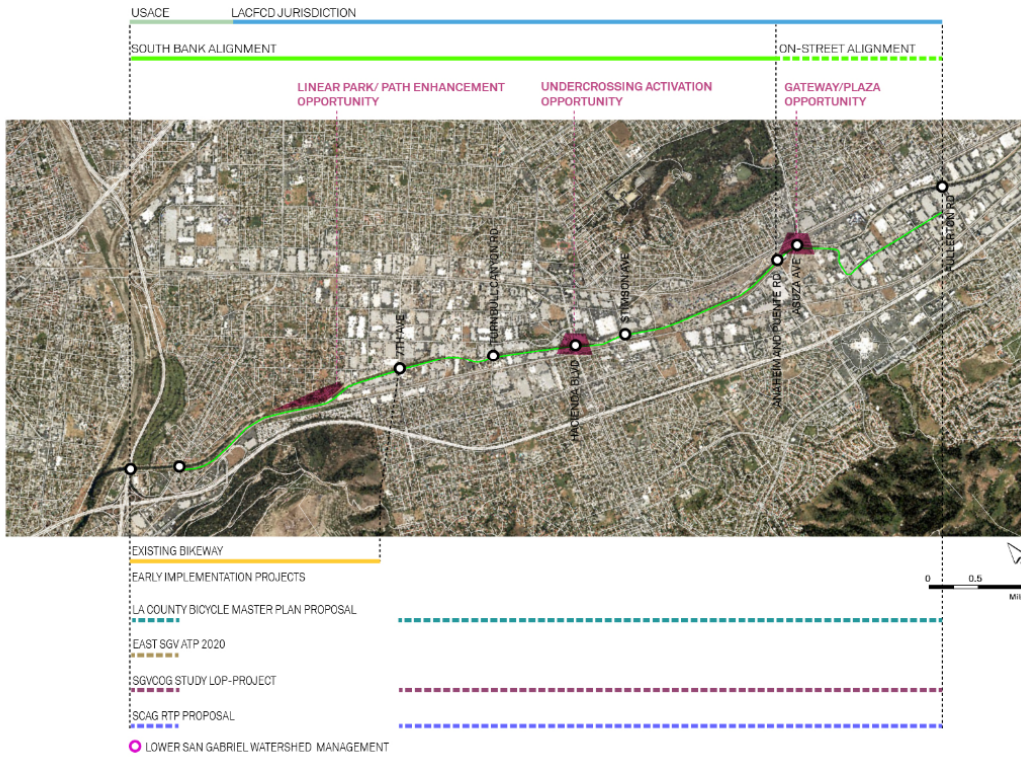 USACE
LACFCD JURISDICTION
SOUTH BANK ALIGNMENT
ON-STREET ALIGNMENT
LINEAR PARK/ PATH ENHANCEMENT
OPPORTUNITY
UNDERCROSSING ACTIVATION
OPPORTUNITY
GATEWAY/PLAZA
OPPORTUNITY
7TH AVE
TURNBULL CANYON RD
HACIENDA BLVD
STIMSON AVE
ANAHEIM AND PUENTE RD
ASUZA AVE
FULLERTON RD
EXISTING BIKEWAY
EARLY IMPLEMENTATION PROJECTS
0 0.5
Mil
LA COUNTY BICYCLE MASTER PLAN PROPOSAL
EAST SGV ATP 2020
SGVCOG STUDY LOP-PROJECT
SCAG RTP PROPOSAL
LOWER SAN GABRIEL WATERSHED MANAGEMENT